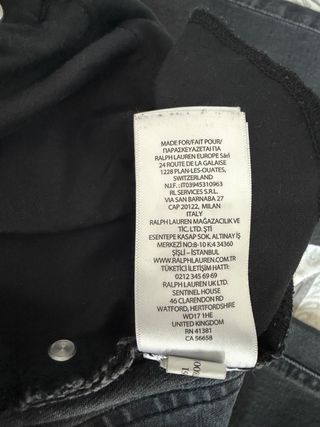 MADE FOR/FAIT POUR/
ΠΑΡΑΣΚΕΥΑΖΕΤΑΙ ΓΙΑ
RALPH LAUREN EUROPE Sàrl
24 ROUTE DE LA GALAISE
1228 PLAN-LES-OUATES,
SWITZERLAND
N.I.F.: IT03945310963
RL SERVICES S.R.L.
VIA SAN BARNABA 27
CAP 20122, MILAN
ITALY
RALPH LAUREN MAĞAZACILIK VE
TİC. LTD. ŞTİ
ESENTEPE KASAP SOK, ALTINAY İŞ
MERKEZİ NO:8-10 K:4 34360
ŞİŞLİ – İSTANBUL
WWW.RALPHLAUREN.COM.TR
TÜKETİCİ İLETİŞİM HATTI:
0212 345 69 69
RALPH LAUREN UK LTD.
SENTINEL HOUSE
46 CLARENDON RD
WATFORD, HERTFORDSHIRE
WD17 1HE
UNITED KINGDOM
RN 41381
CA 56658